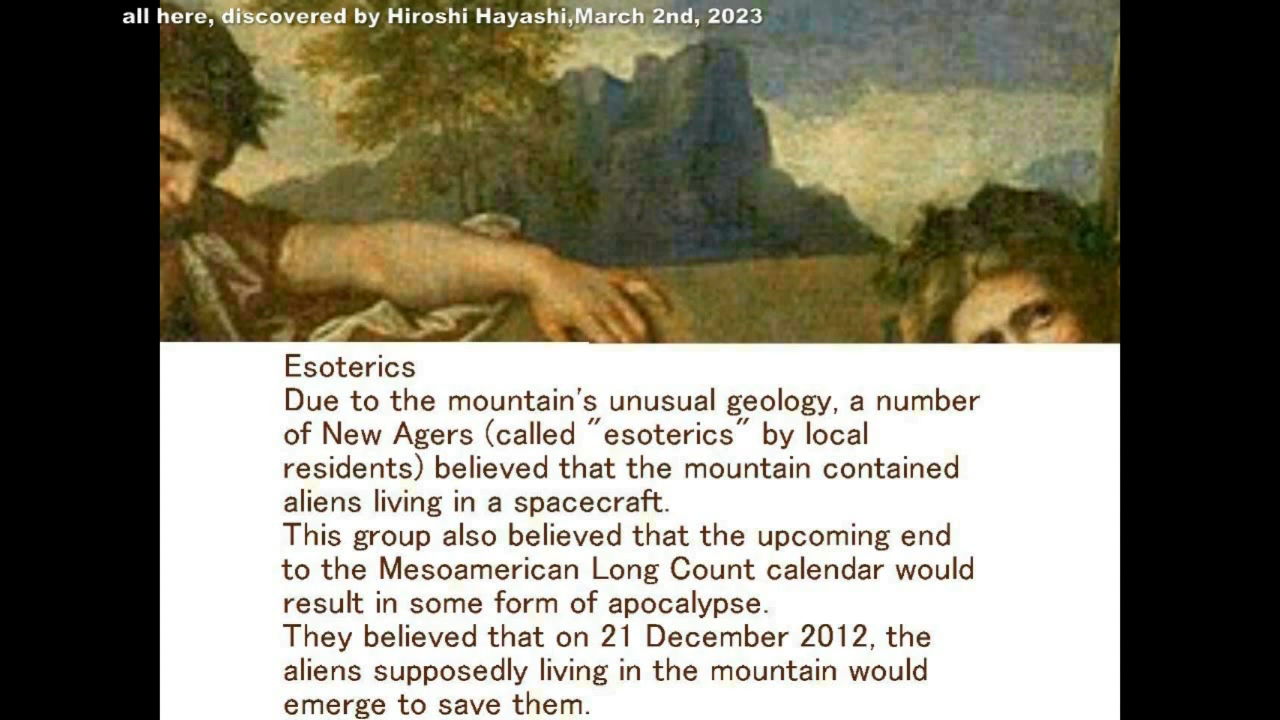 all here, discovered by Hiroshi Hayashi,March 2nd, 2023
Esoterics
Due to the mountain's unusual geology, a number
of New Agers (called "esoterics" by local
residents) believed that the mountain contained
aliens living in a spacecraft.
This group also believed that the upcoming end
to the Mesoamerican Long Count calendar would
result in some form of apocalypse.
They believed that on 21 December 2012, the
aliens supposedly living in the mountain would
emerge to save them.